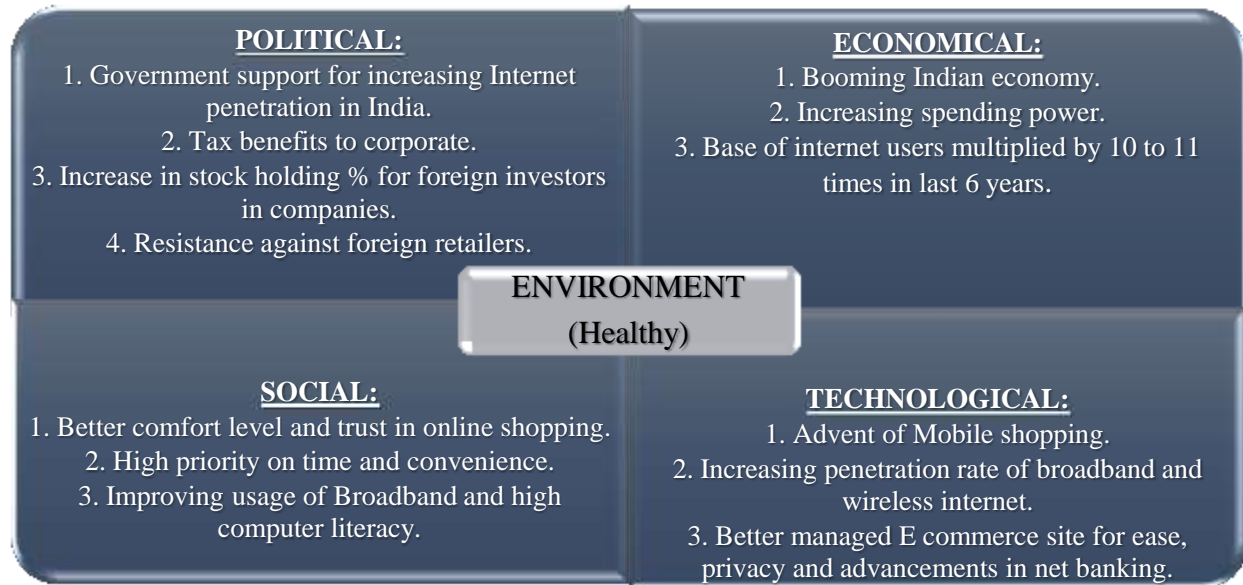 POLITICAL:
1. Government support for increasing Internet
penetration in India.
2. Tax benefits to corporate.
3. Increase in stock holding % for foreign investors
in companies.
4. Resistance against foreign retailers.
ECONOMICAL:
1. Booming Indian economy.
2. Increasing spending power.
3. Base of internet users multiplied by 10 to 11
times in last 6 years.
ENVIRONMENT
(Healthy)
SOCIAL:
1. Better comfort level and trust in online shopping.
2. High priority on time and convenience.
3. Improving usage of Broadband and high
computer literacy.
TECHNOLOGICAL:
1. Advent of Mobile shopping.
2. Increasing penetration rate of broadband and
wireless internet.
3. Better managed E commerce site for ease,
privacy and advancements in net banking.